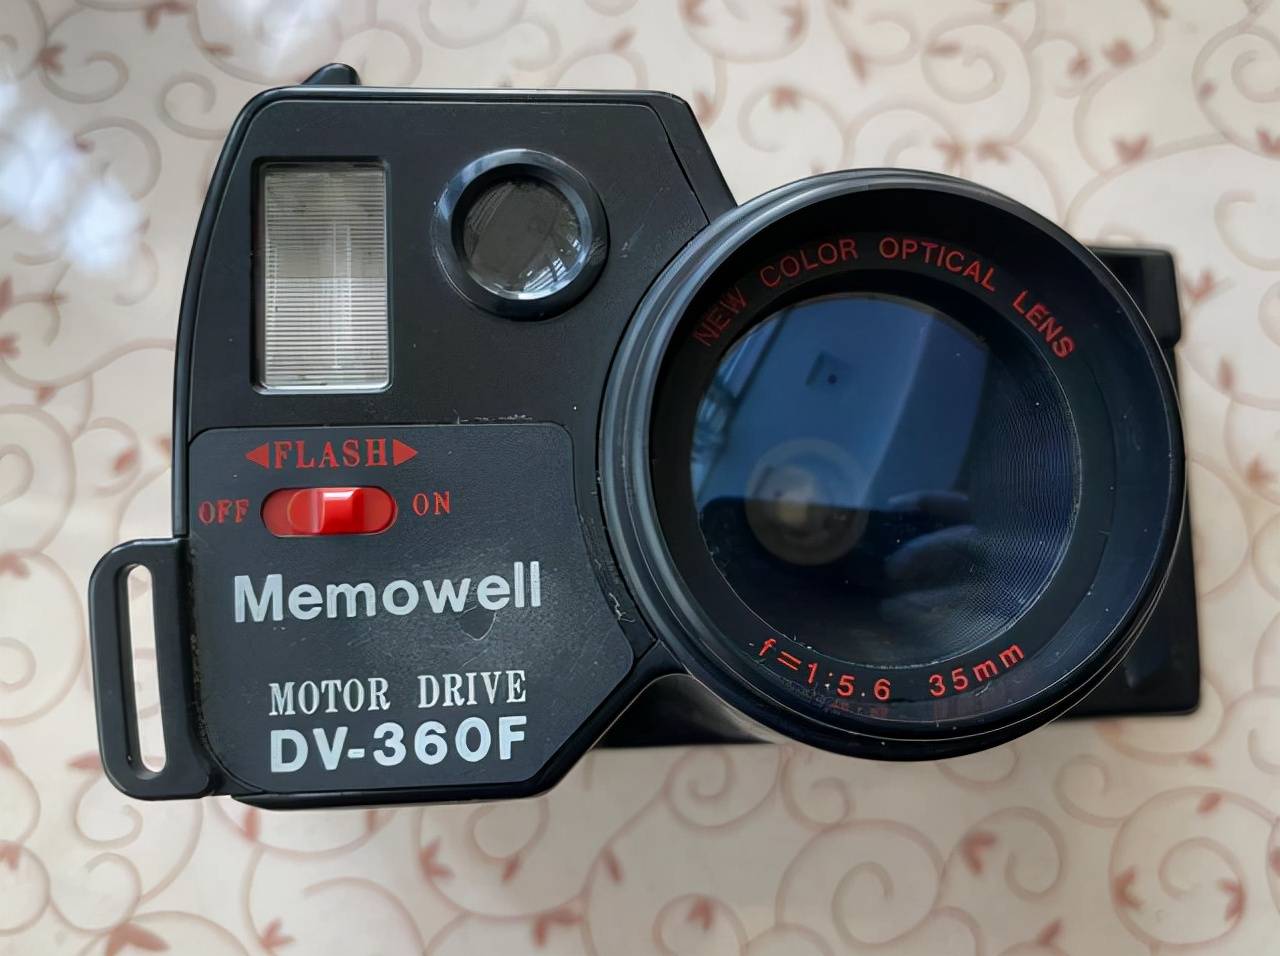 NEW COLOR OPTICAL LENS
◀FLASH▶
OFF ON
Memowell
MOTOR DRIVE
DV-360F
f=1:5.6 35mm